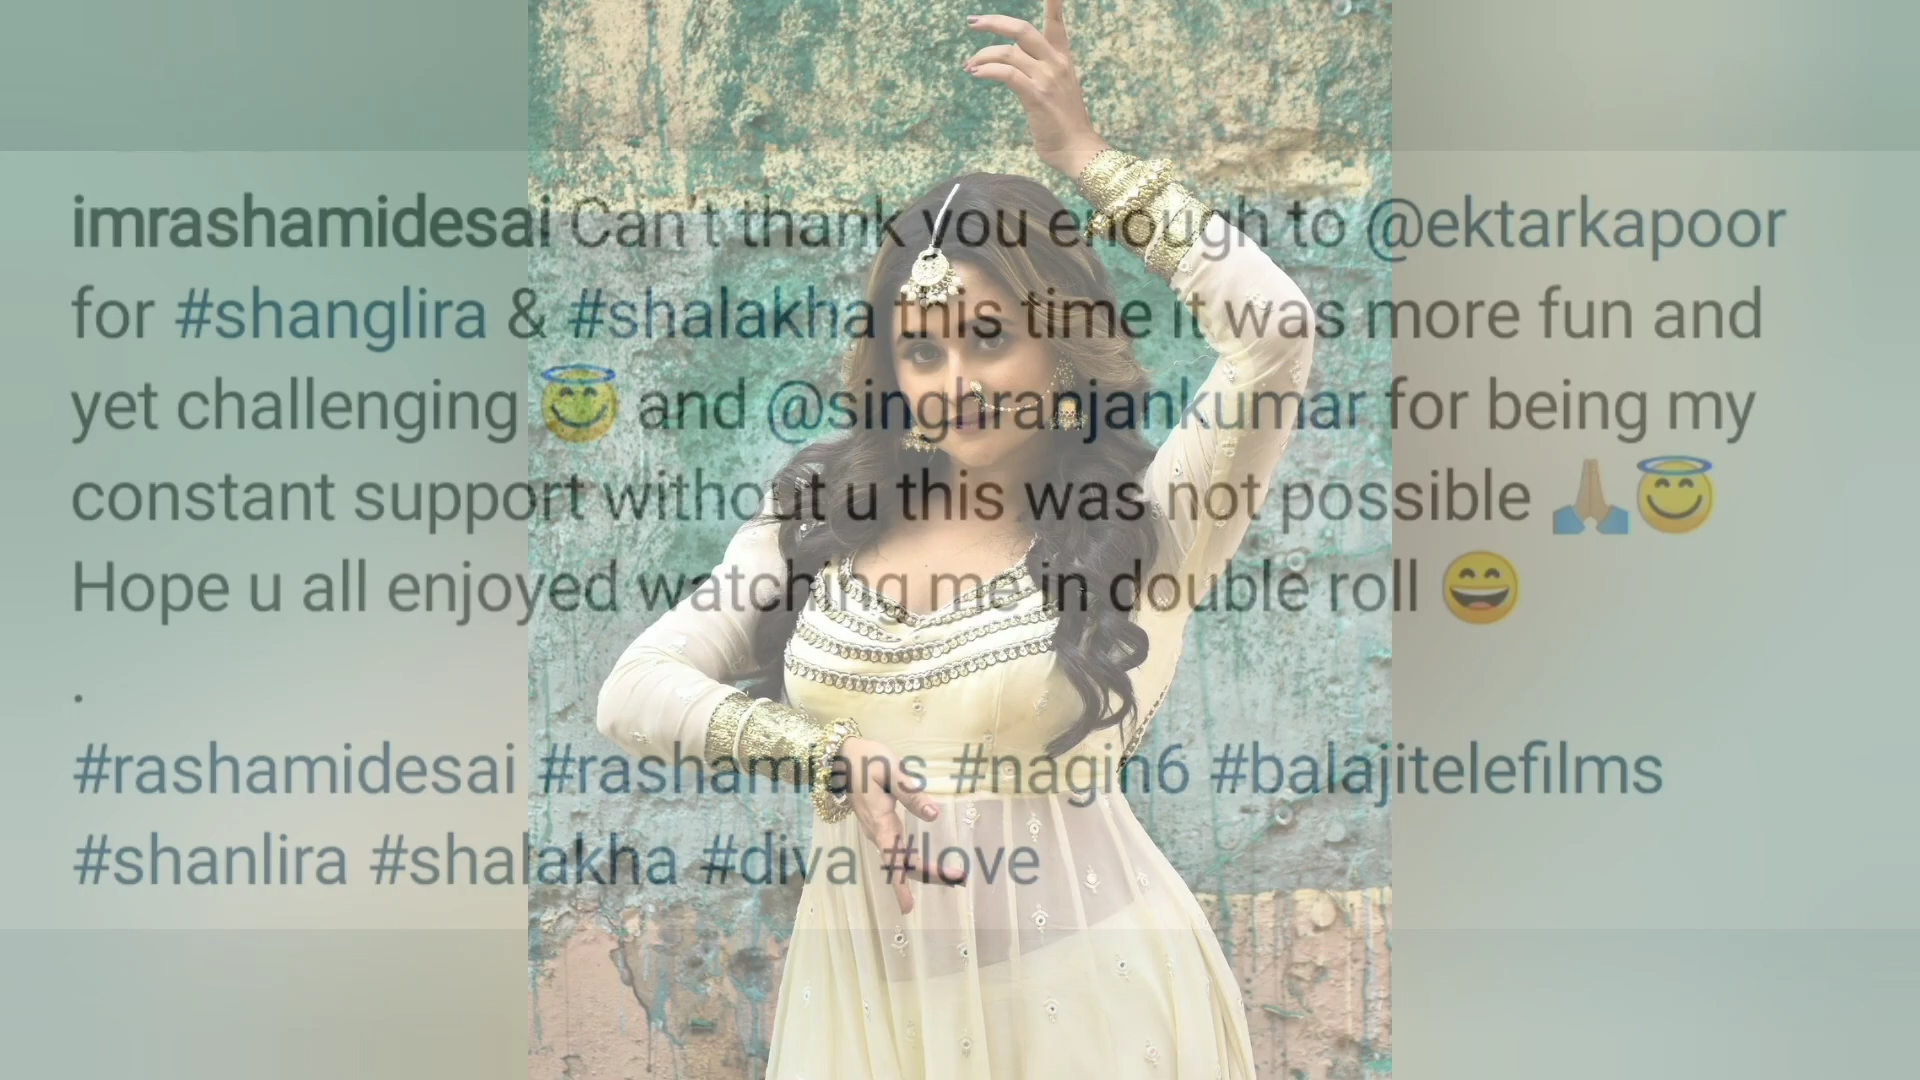 imrashamidesai Can't thank you enough to @ektarkapoor
for #shanglira & #shalakha this time it was more fun and
yet challenging 😇 and @singhranjankumar for being my
constant support without u this was not possible 🙏🏽😇
Hope u all enjoyed watching me in double roll 😄
.
#rashamidesai #rashamians #nagin6 #balajitelefilms
#shanlira #shalakha #diva #love